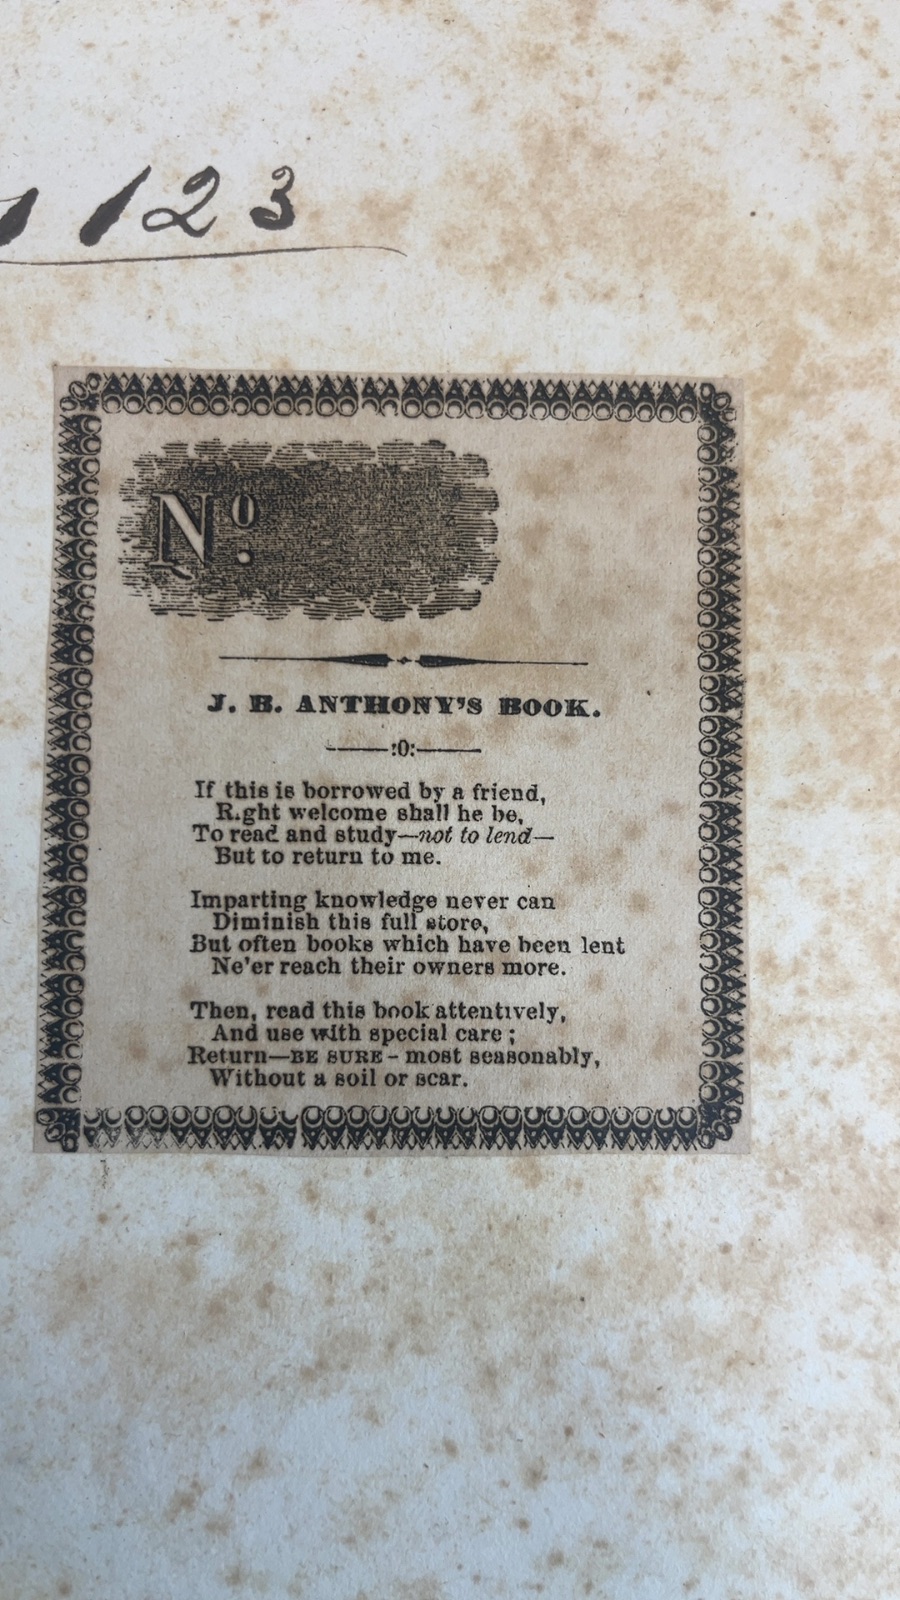 123
No.
J. B. ANTHONY'S BOOK.
:0:
If this is borrowed by a friend,
R.ght welcome shall he be,
To read and study—not to lend—
But to return to me.
Imparting knowledge never can
Diminish this full store,
But often books which have been lent
Ne'er reach their owners more.
Then, read this book attentively,
And use with special care ;
Return—BE SURE - most seasonably,
Without a soil or scar.